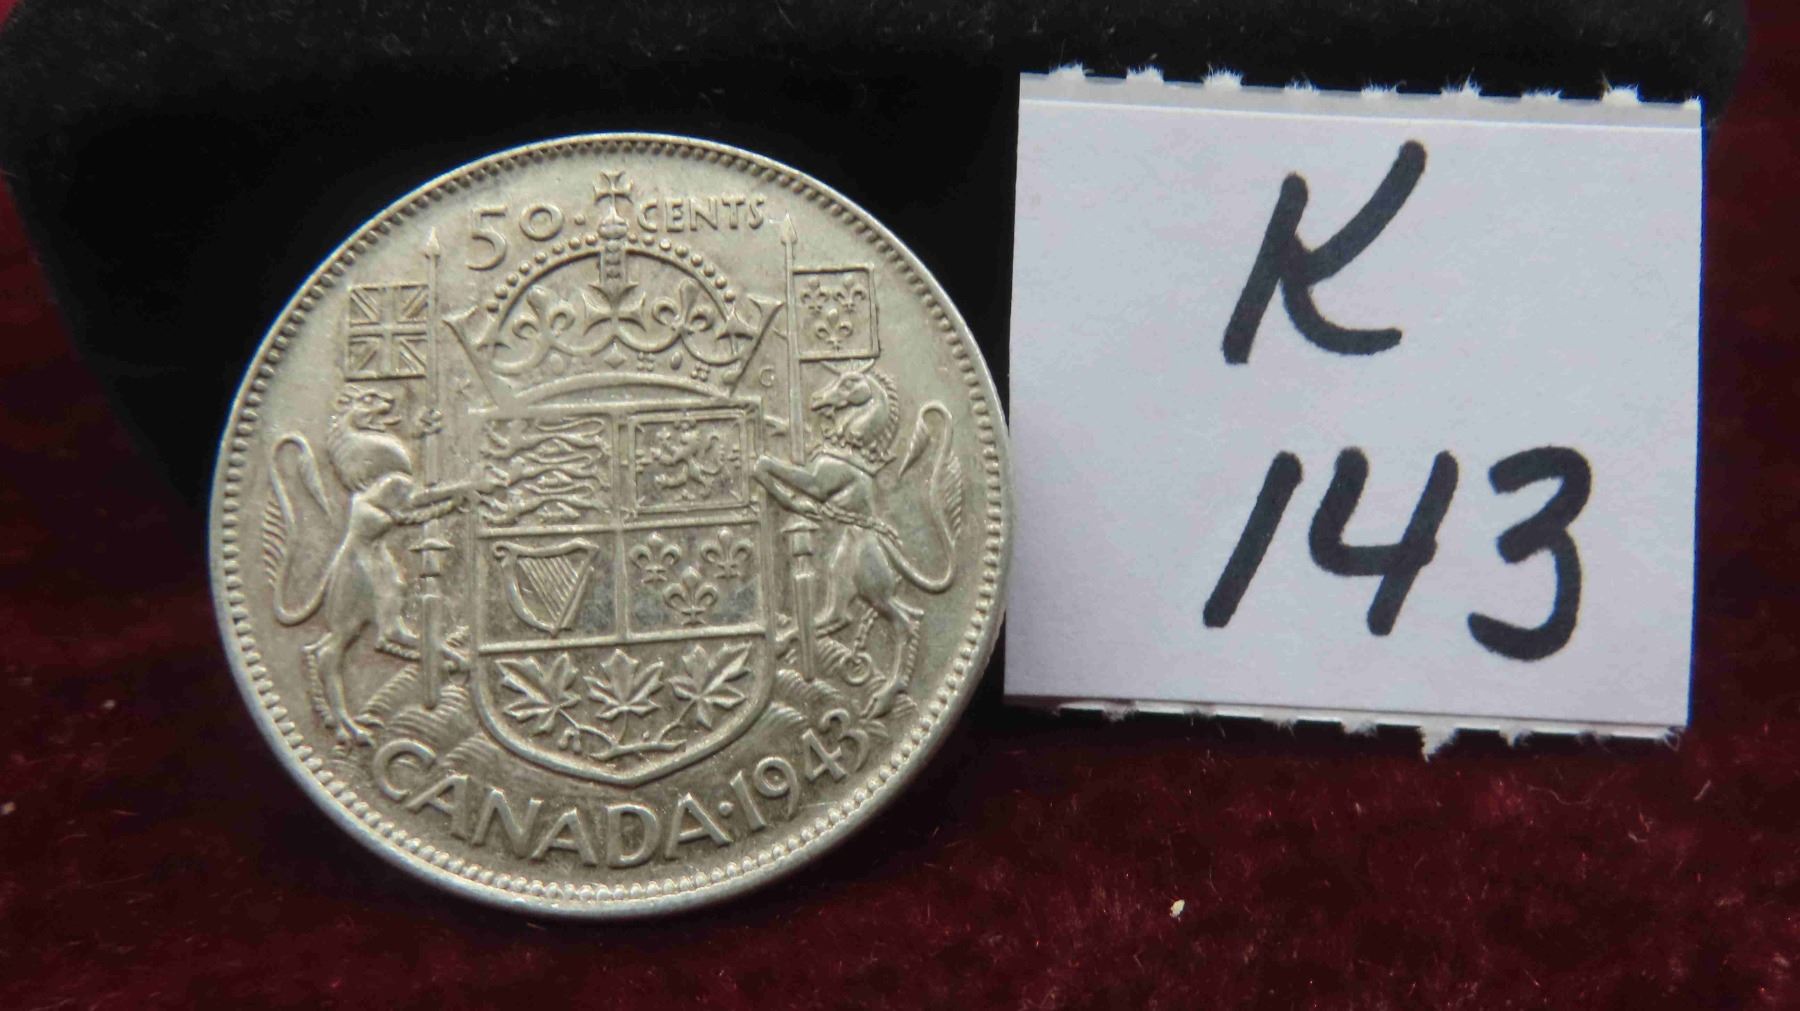 50 · CENTS
K G
CANADA · 1943
K
143